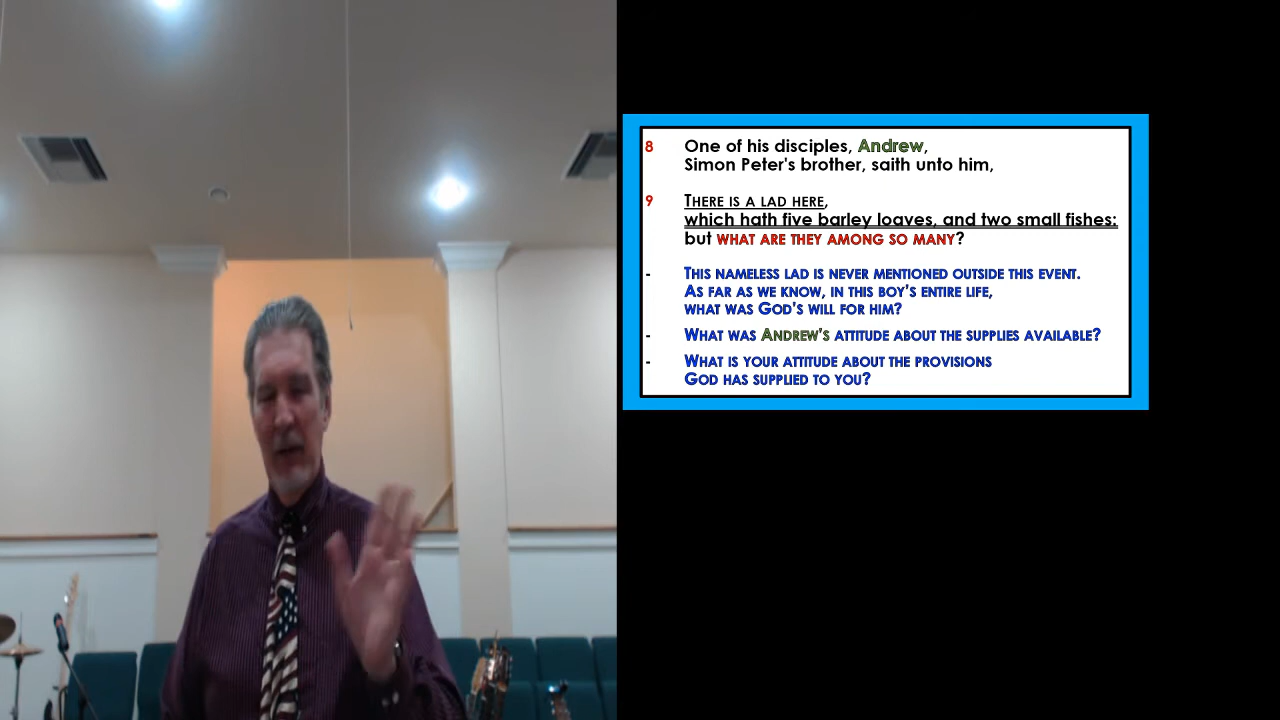 8 One of his disciples, Andrew,
Simon Peter's brother, saith unto him,
9 There is a lad here,
which hath five barley loaves, and two small fishes:
but what are they among so many?
- This nameless lad is never mentioned outside this event.
As far as we know, in this boy's entire life,
what was God's will for him?
- What was Andrew's attitude about the supplies available?
- What is your attitude about the provisions
God has supplied to you?